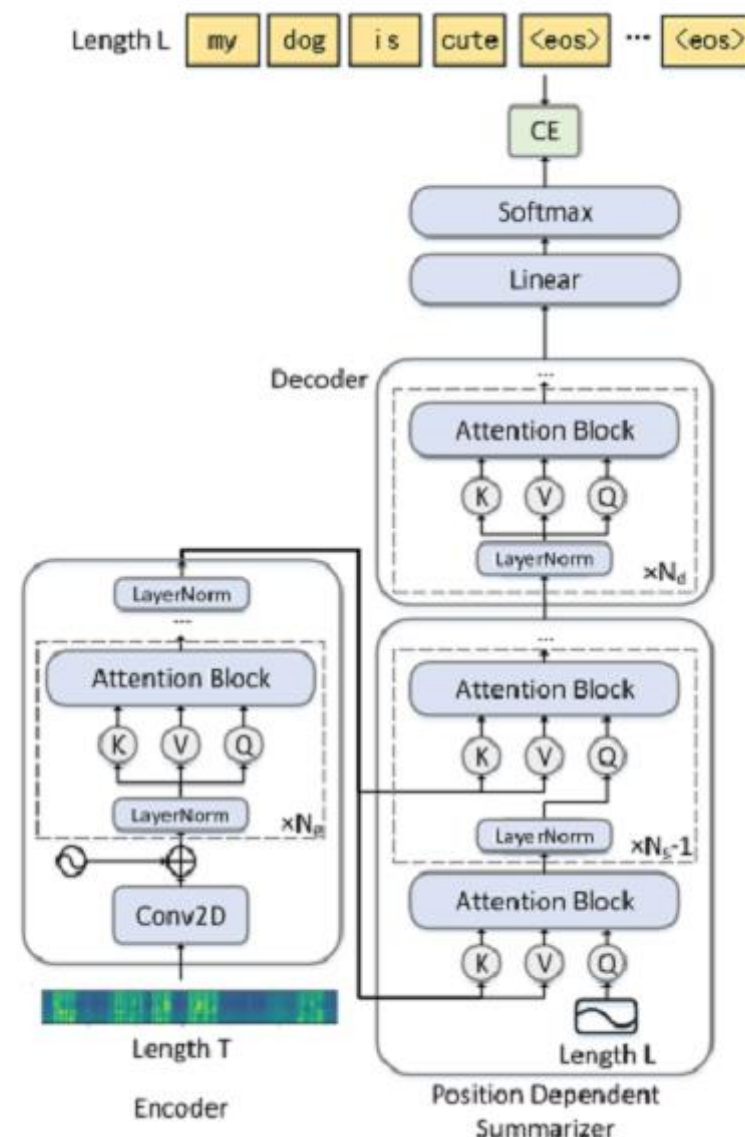 Length L my dog is cute <eos> ... <eos>
CE
Softmax
Linear
Decoder
...
Attention Block
K V Q
LayerNorm
×Nd
LayerNorm
...
Attention Block
K V Q
LayerNorm
×Ne
Conv2D
Length T
Encoder
...
Attention Block
K V Q
LayerNorm
×Ns-1
Attention Block
K V Q
Length L
Position Dependent
Summarizer